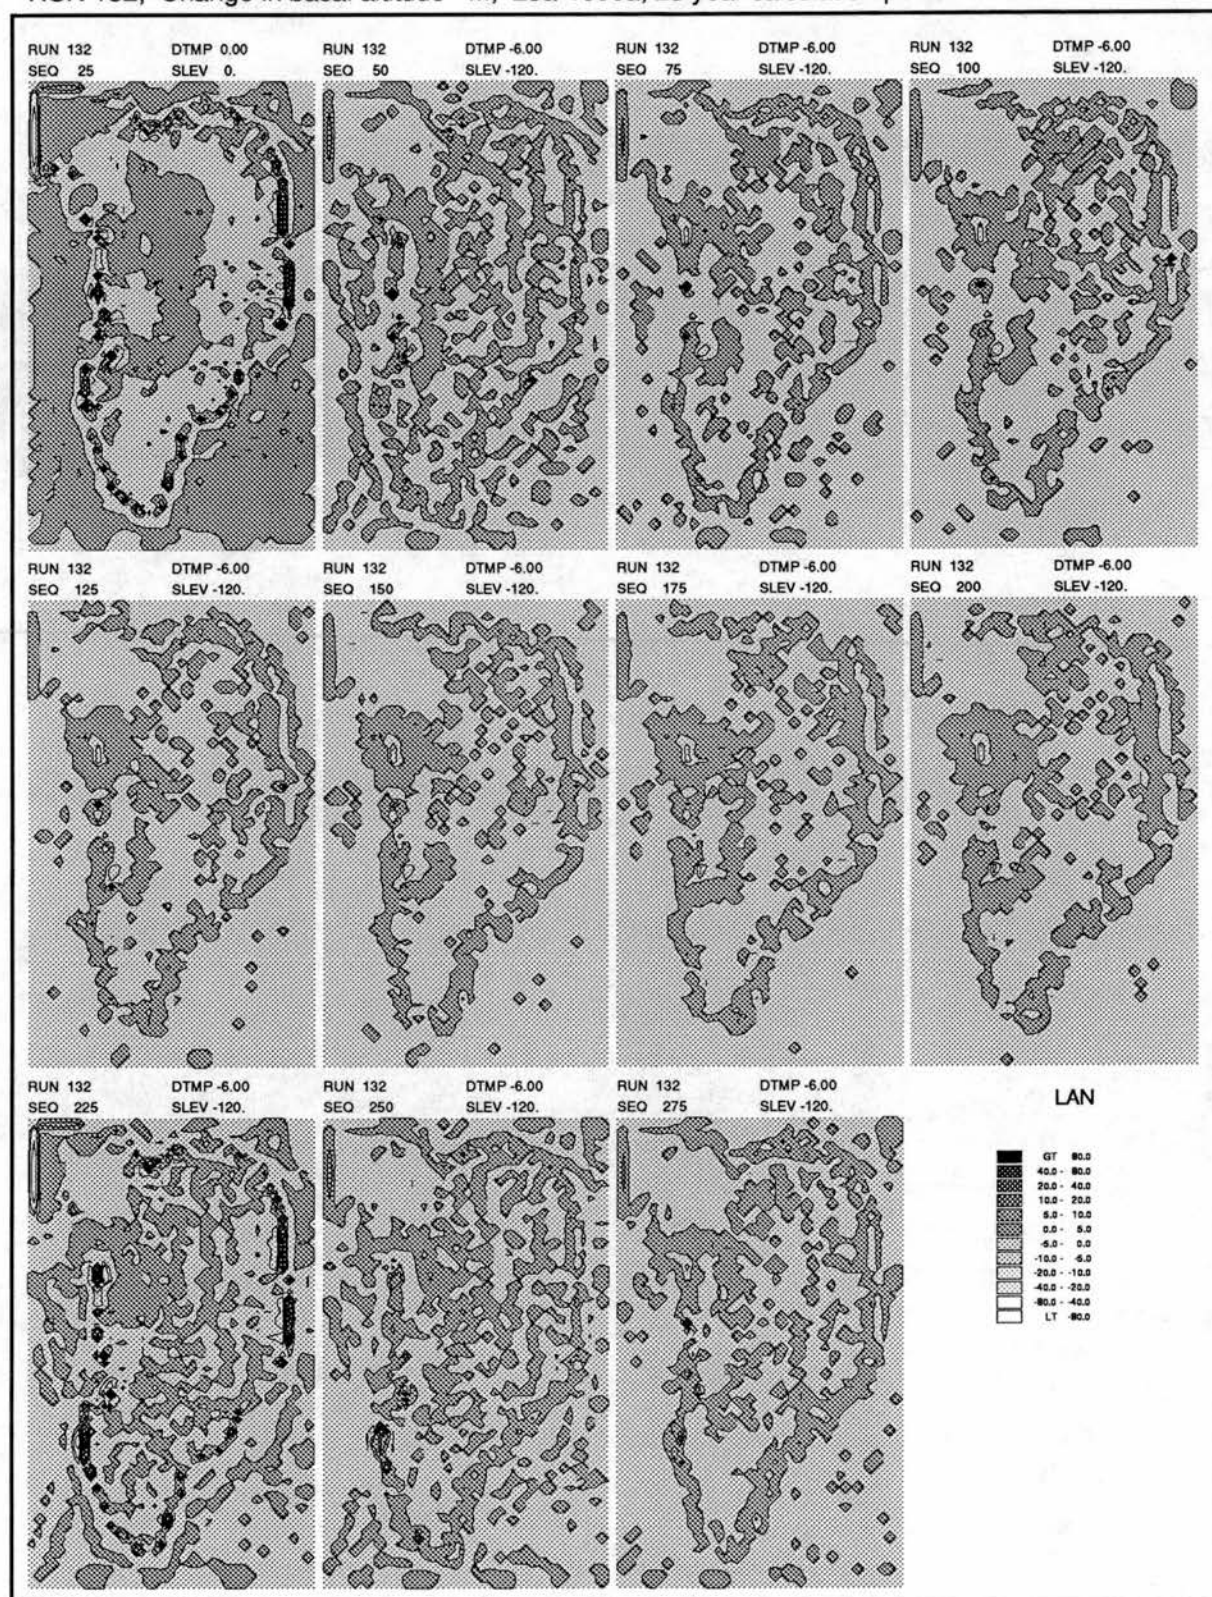 RUN 132 DTMP 0.00 RUN 132 DTMP -6.00 RUN 132 DTMP -6.00 RUN 132 DTMP -6.00
SEQ 25 SLEV 0. SEQ 50 SLEV -120. SEQ 75 SLEV -120. SEQ 100 SLEV -120.
RUN 132 DTMP -6.00 RUN 132 DTMP -6.00 RUN 132 DTMP -6.00 RUN 132 DTMP -6.00
SEQ 125 SLEV -120. SEQ 150 SLEV -120. SEQ 175 SLEV -120. SEQ 200 SLEV -120.
RUN 132 DTMP -6.00 RUN 132 DTMP -6.00 RUN 132 DTMP -6.00
SEQ 225 SLEV -120. SEQ 250 SLEV -120. SEQ 275 SLEV -120.
LAN
GT 80.0
40.0 - 80.0
20.0 - 40.0
10.0 - 20.0
5.0 - 10.0
0.0 - 5.0
-5.0 - 0.0
-10.0 - -5.0
-20.0 - -10.0
-40.0 - -20.0
-80.0 - -40.0
LT -80.0